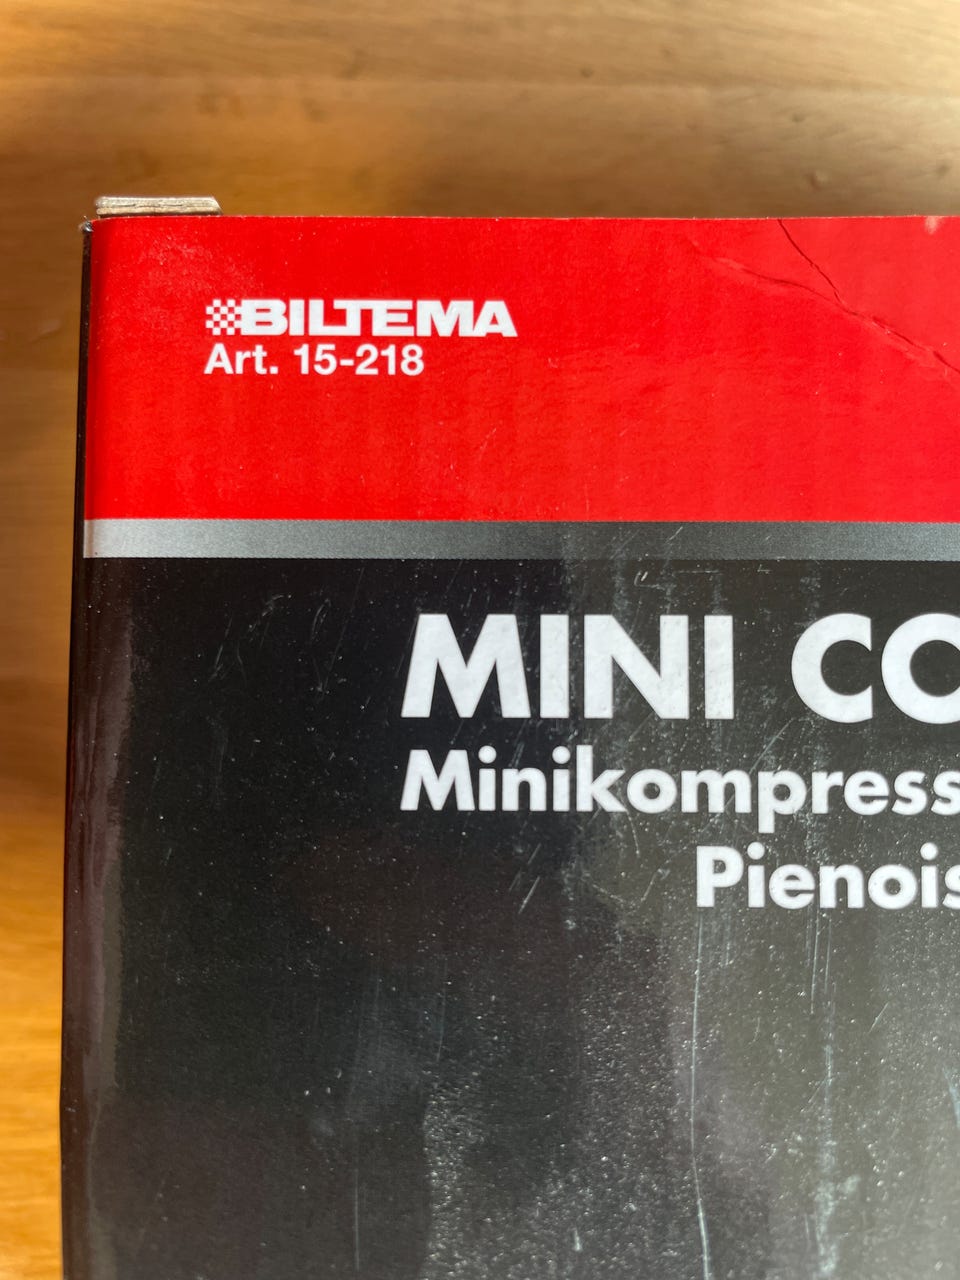 BILTEMA
Art. 15-218
MINI CO
Minikompress
Pienois